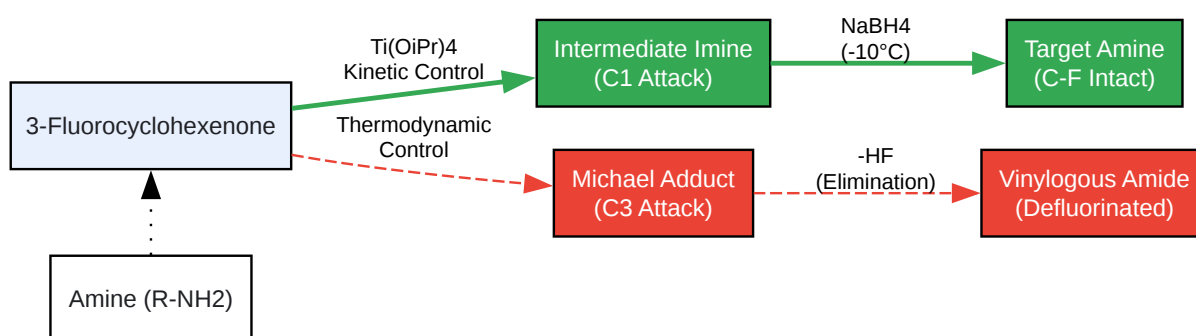 Ti(OiPr)4
Kinetic Control
Intermediate Imine
(C1 Attack)
NaBH4
(-10°C)
Target Amine
(C-F Intact)
3-Fluorocyclohexenone
Thermodynamic
Control
Michael Adduct
(C3 Attack)
-HF
(Elimination)
Vinylogous Amide
(Defluorinated)
Amine (R-NH2)